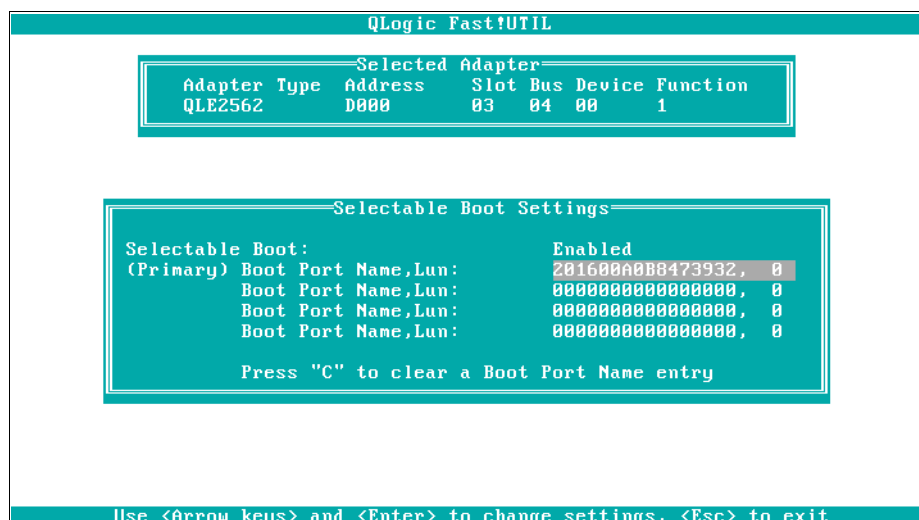 QLogic Fast!UTIL
Selected Adapter
Adapter Type Address Slot Bus Device Function
QLE2562 D000 03 04 00 1
Selectable Boot Settings
Selectable Boot: Enabled
(Primary) Boot Port Name,Lun: 201600A0B8473932, 0
Boot Port Name,Lun: 0000000000000000, 0
Boot Port Name,Lun: 0000000000000000, 0
Boot Port Name,Lun: 0000000000000000, 0
Press "C" to clear a Boot Port Name entry
Use <Arrow keys> and <Enter> to change settings, <Esc> to exit